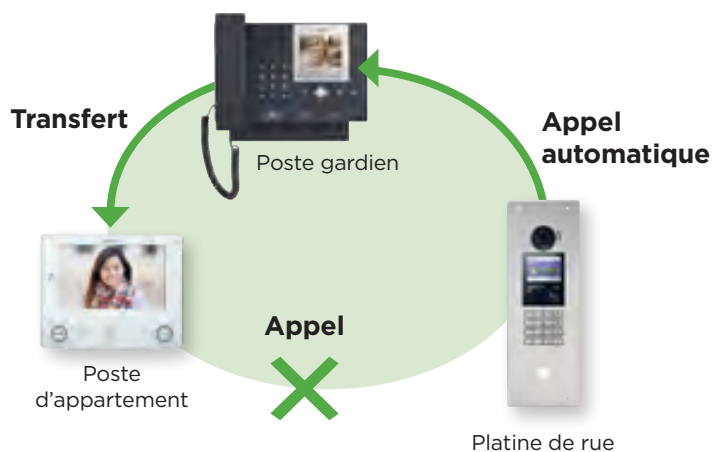 Transfert
Appel
automatique
Poste gardien
Appel
Poste
d'appartement
Platine de rue